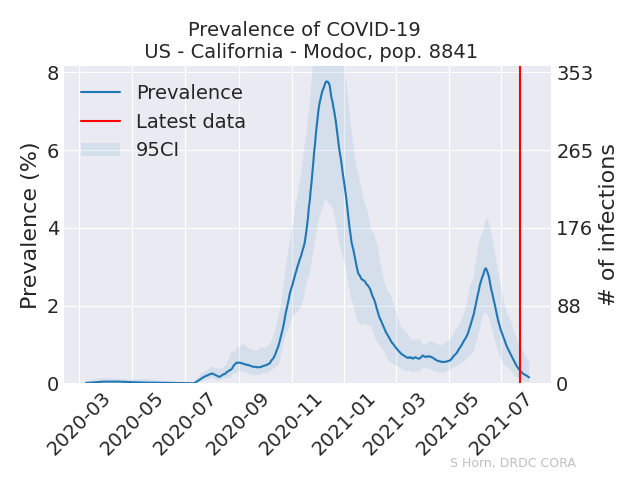 Prevalence of COVID-19
US - California - Modoc, pop. 8841
Prevalence
Latest data
95CI
Prevalence (%)
8
6
4
2
0
353
265
176
88
0
# of infections
2020-03
2020-05
2020-07
2020-09
2020-11
2021-01
2021-03
2021-05
2021-07
S Horn, DRDC CORA